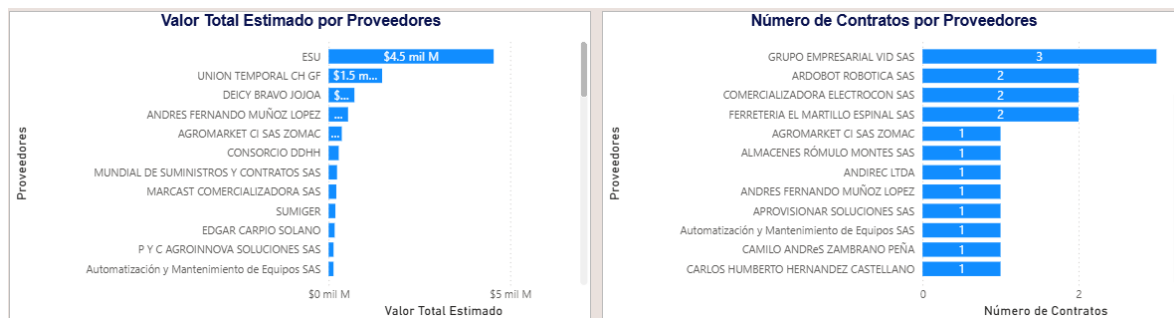 Valor Total Estimado por Proveedores
Proveedores
ESU $4.5 mil M
UNION TEMPORAL CH GF $1.5 m...
DEICY BRAVO JOJOA $...
ANDRES FERNANDO MUÑOZ LOPEZ ...
AGROMARKET CI SAS ZOMAC ...
CONSORCIO DDHH
MUNDIAL DE SUMINISTROS Y CONTRATOS SAS
MARCAST COMERCIALIZADORA SAS
SUMIGER
EDGAR CARPIO SOLANO
P Y C AGROINNOVA SOLUCIONES SAS
Automatización y Mantenimiento de Equipos SAS
$0 mil M $5 mil M
Valor Total Estimado
Número de Contratos por Proveedores
Proveedores
GRUPO EMPRESARIAL VID SAS 3
ARDOBOT ROBOTICA SAS 2
COMERCIALIZADORA ELECTROCON SAS 2
FERRETERIA EL MARTILLO ESPINAL SAS 2
AGROMARKET CI SAS ZOMAC 1
ALMACENES RÓMULO MONTES SAS 1
ANDIREC LTDA 1
ANDRES FERNANDO MUÑOZ LOPEZ 1
APROVISIONAR SOLUCIONES SAS 1
Automatización y Mantenimiento de Equipos SAS 1
CAMILO ANDReS ZAMBRANO PEÑA 1
CARLOS HUMBERTO HERNANDEZ CASTELLANO 1
0 2
Número de Contratos